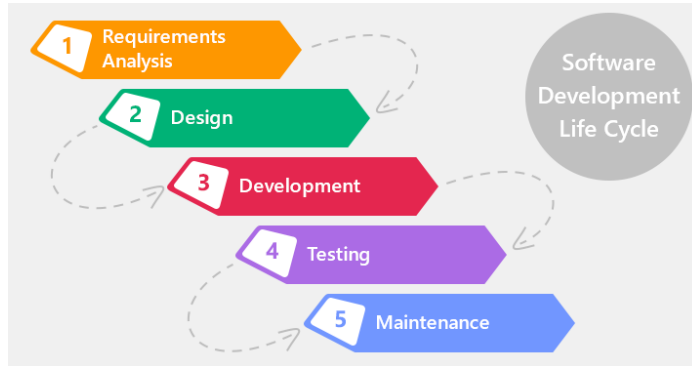 1
Requirements
Analysis
2
Design
3
Development
4
Testing
5
Maintenance
Software
Development
Life Cycle